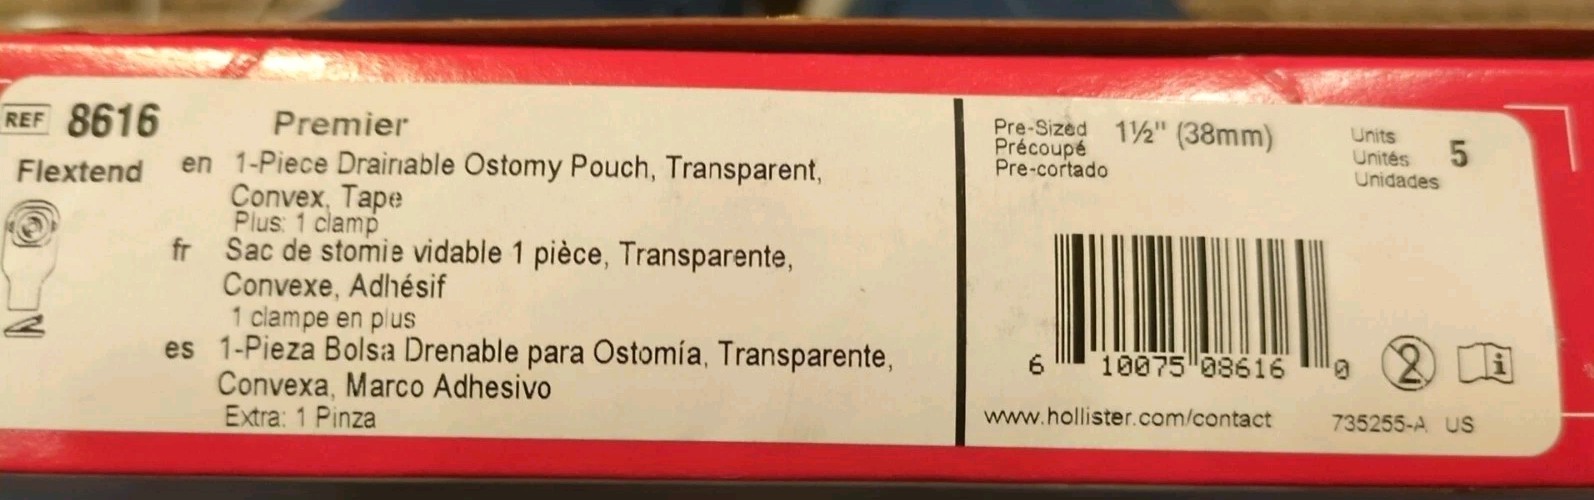 REF 8616
Flextend
Premier
en 1-Piece Drainable Ostomy Pouch, Transparent,
Convex, Tape
Plus: 1 clamp
fr Sac de stomie vidable 1 pièce, Transparente,
Convexe, Adhésif
1 clampe en plus
es 1-Pieza Bolsa Drenable para Ostomía, Transparente,
Convexa, Marco Adhesivo
Extra: 1 Pinza
Pre-Sized 1½" (38mm)
Précoupé
Pre-cortado
Units
Unités 5
Unidades
6 10075 08616 0
2
i
www.hollister.com/contact
735255-A US